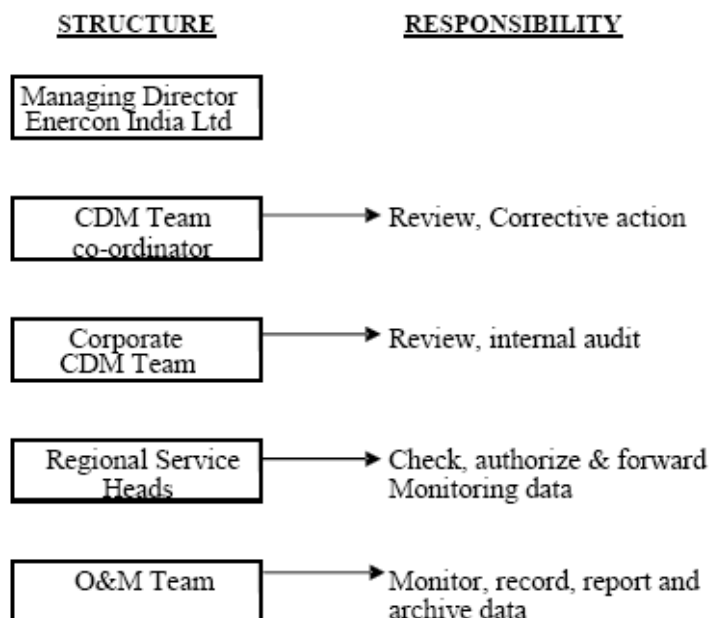 STRUCTURE RESPONSIBILITY
Managing Director
Enercon India Ltd
CDM Team
co-ordinator
Review, Corrective action
Corporate
CDM Team
Review, internal audit
Regional Service
Heads
Check, authorize & forward
Monitoring data
O&M Team
Monitor, record, report and
archive data